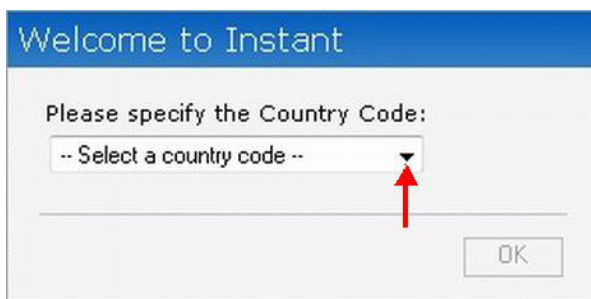 Welcome to Instant
Please specify the Country Code:
-- Select a country code --
OK